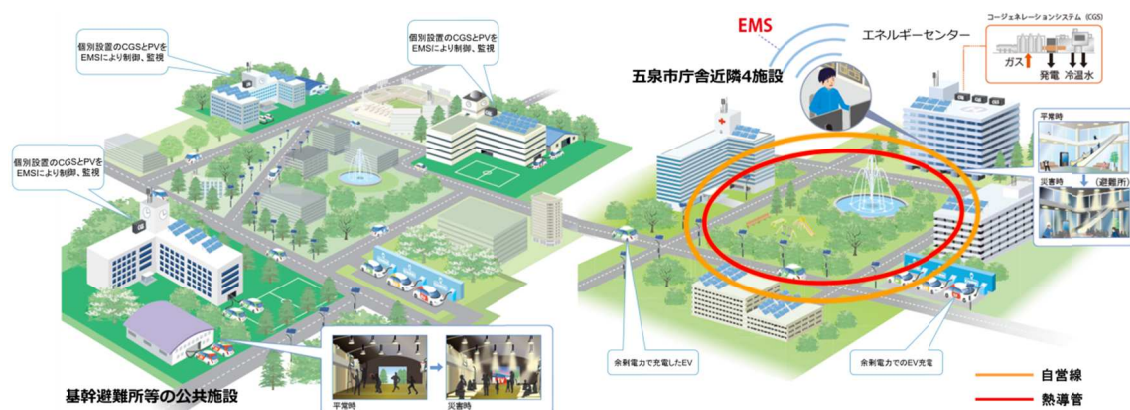 個別設置のCGSとPVを
EMSにより制御、監視
個別設置のCGSとPVを
EMSにより制御、監視
個別設置のCGSとPVを
EMSにより制御、監視
基幹避難所等の公共施設
平常時
災害時
EMS
エネルギーセンター
五泉市庁舎近隣4施設
コージェネレーションシステム(CGS)
ガス
発電
冷温水
平常時
災害時
(避難所)
余剰電力で充電したEV
余剰電力でのEV充電
自営線
熱導管